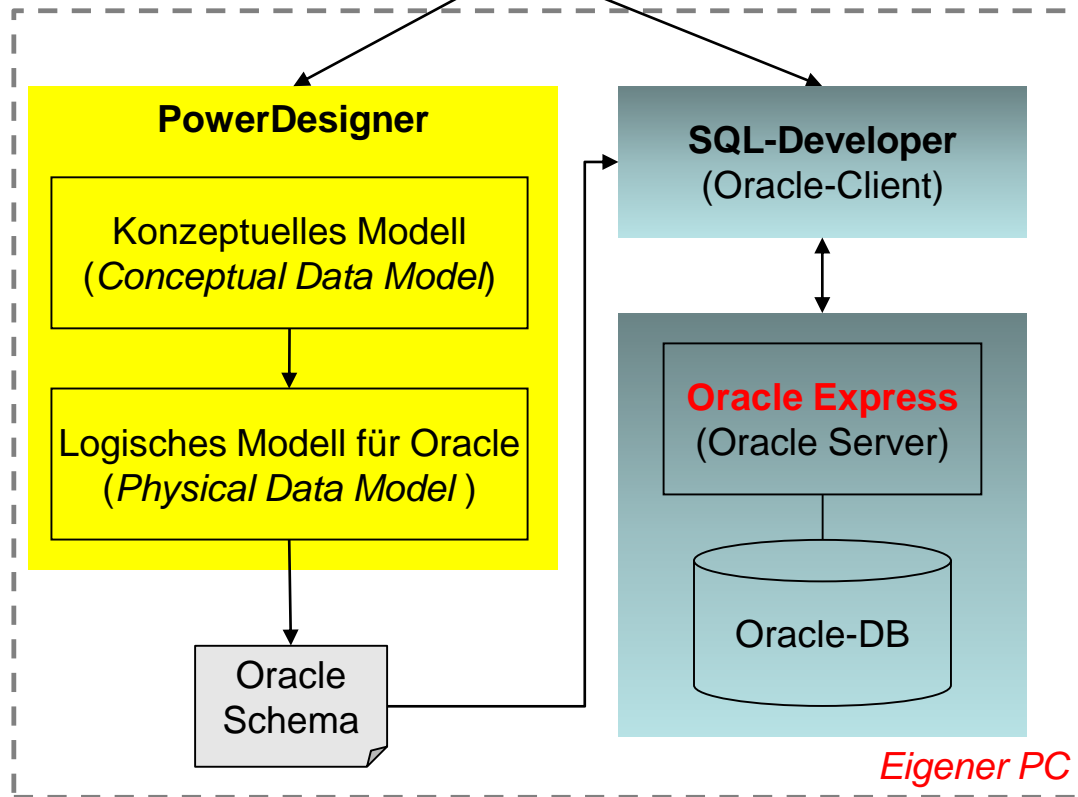 PowerDesigner
Konzeptuelles Modell
(Conceptual Data Model)
Logisches Modell für Oracle
(Physical Data Model )
Oracle
Schema
SQL-Developer
(Oracle-Client)
Oracle Express
(Oracle Server)
Oracle-DB
Eigener PC